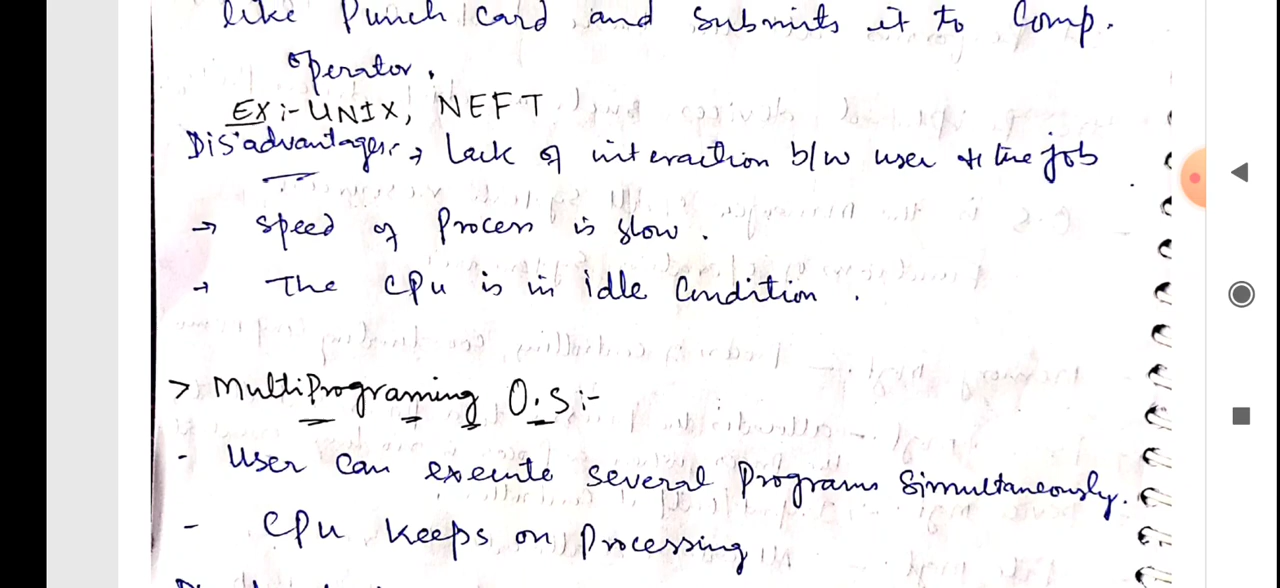 like Punch card and submits it to Comp.
operator.
Ex:- UNIX, NEFT
Disadvantages:→ Lack of interaction b/w user & the job
→ speed of Process is slow.
→ The CPU is in idle Condition.
> MultiPrograming O.S:-
- User can execute several Programs Simultaneously.
- CPU keeps on Processing